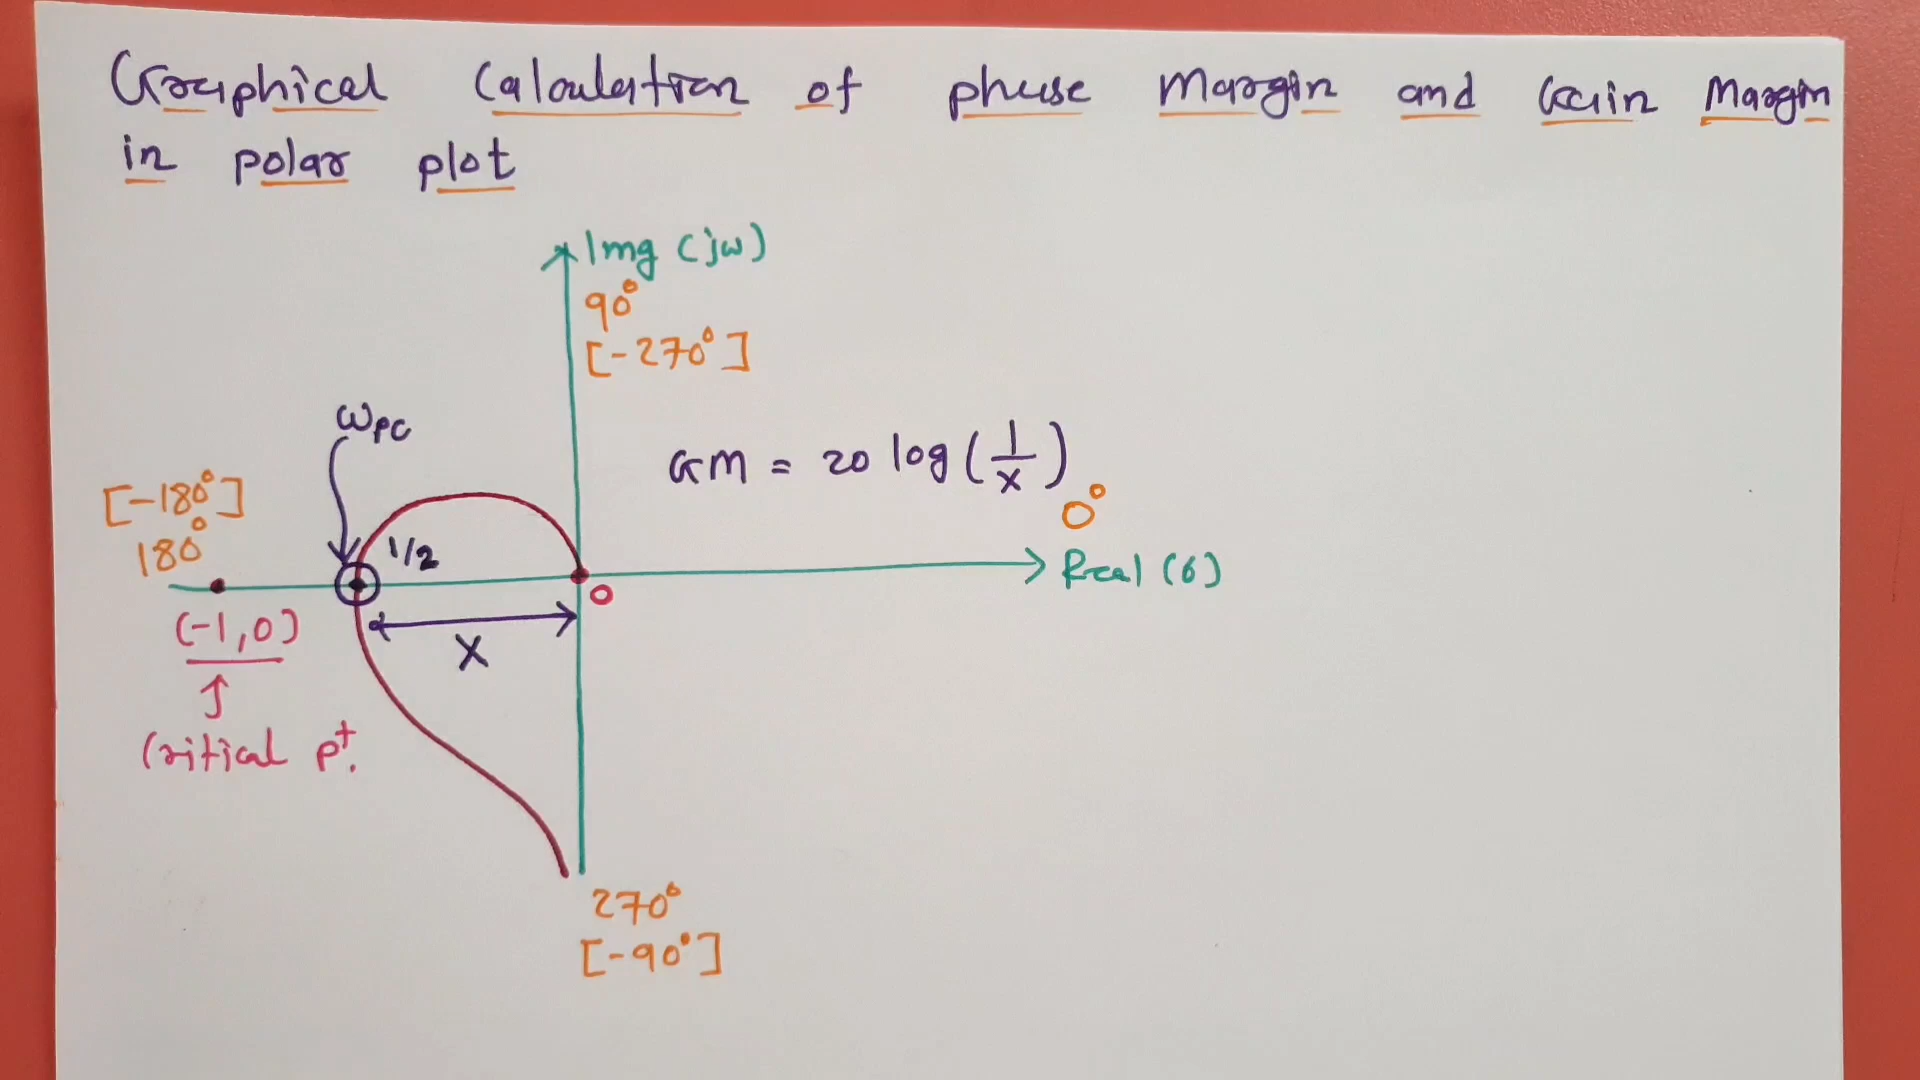 Graphical Calculation of phase Margin and Gain Margin
in polar plot
Img (jω)
90°
[-270°]
ωPC
GM = 20 log (1/x)
[-180°]
180°
1/2
0°
Real (6)
0
(-1,0)
X
Critical pt.
270°
[-90°]